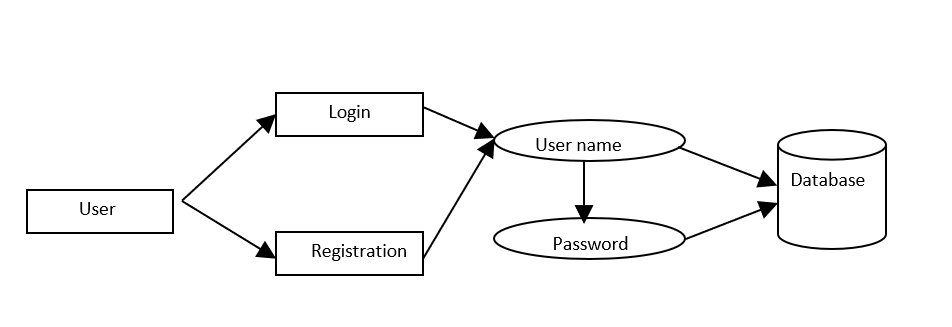 Login
User name
Database
User
Password
Registration